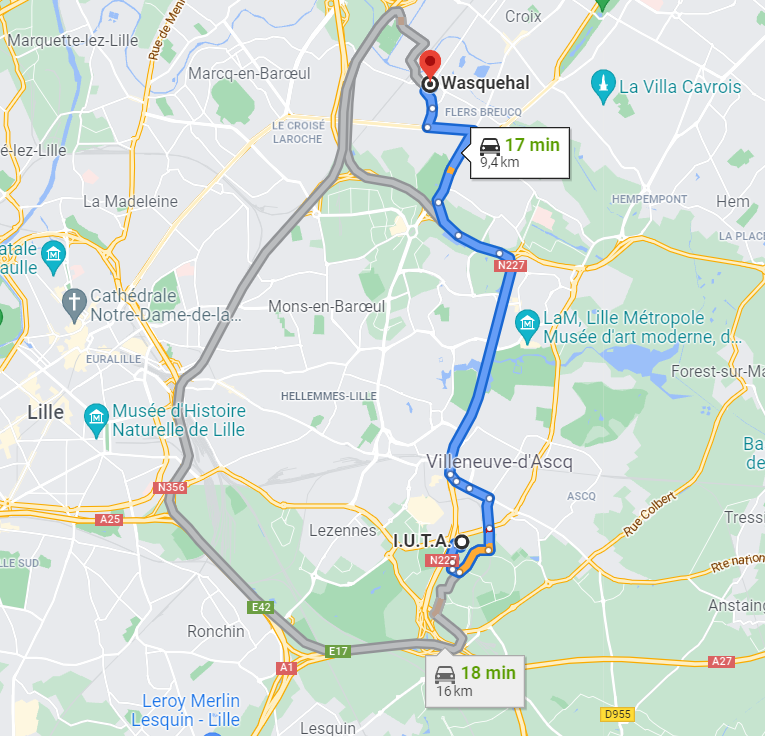 Croix
Marquette-lez-Lille
Rue de Men
Marcq-en-Barœul
Wasquehal
La Villa Cavrois
FLERS BREUCQ
LE CROISÉ
LAROCHE
17 min
9,4 km
é-lez-Lille
La Madeleine
HEMPEMPONT
Hem
LA PLAC
atale
aulle
N227
Cathédrale
Notre-Dame-de-la...
Mons-en-Barœul
LaM, Lille Métropole
Musée d'art moderne, d...
EURALILLE
Forest-sur-Ma
HELLEMMES-LILLE
Lille
Musée d'Histoire
Naturelle de Lille
Villeneuve-d'Ascq
Ba
de
N356
ASCQ
A25
Rue Colbert
Tressi
Lezennes
I.U.T.A.
N227
LLE SUD
Rte nation
E42
Anstaing
Ronchin
E17
A1
A27
18 min
16 km
Leroy Merlin
Lesquin - Lille
D955
Lesquin